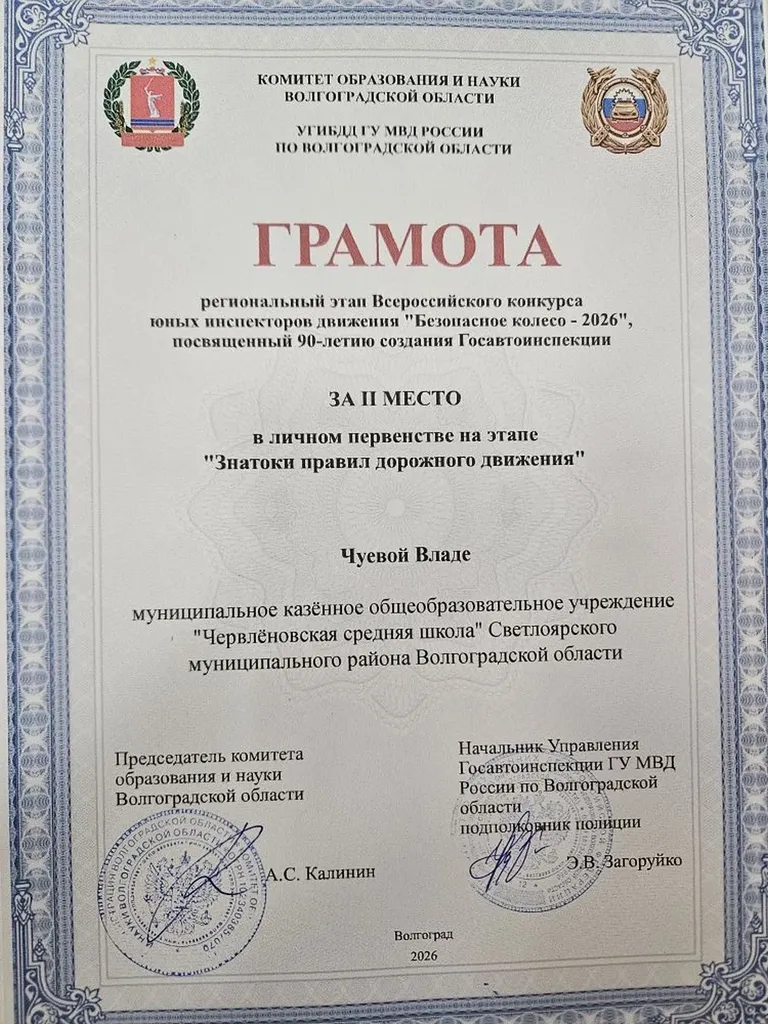 КОМИТЕТ ОБРАЗОВАНИЯ И НАУКИ
ВОЛГОГРАДСКОЙ ОБЛАСТИ
УГИБДД ГУ МВД РОССИИ
ПО ВОЛГОГРАДСКОЙ ОБЛАСТИ
ГРАМОТА
региональный этап Всероссийского конкурса
юных инспекторов движения "Безопасное колесо - 2026",
посвященный 90-летию создания Госавтоинспекции
ЗА II МЕСТО
в личном первенстве на этапе
"Знатоки правил дорожного движения"
Чуевой Владе
муниципальное казённое общеобразовательное учреждение
"Червлёновская средняя школа" Светлоярского
муниципального района Волгоградской области
Председатель комитета
образования и науки
Волгоградской области
А.С. Калинин
Начальник Управления
Госавтоинспекции ГУ МВД
России по Волгоградской
области
подполковник полиции
Э.В. Загоруйко
Волгоград
2026